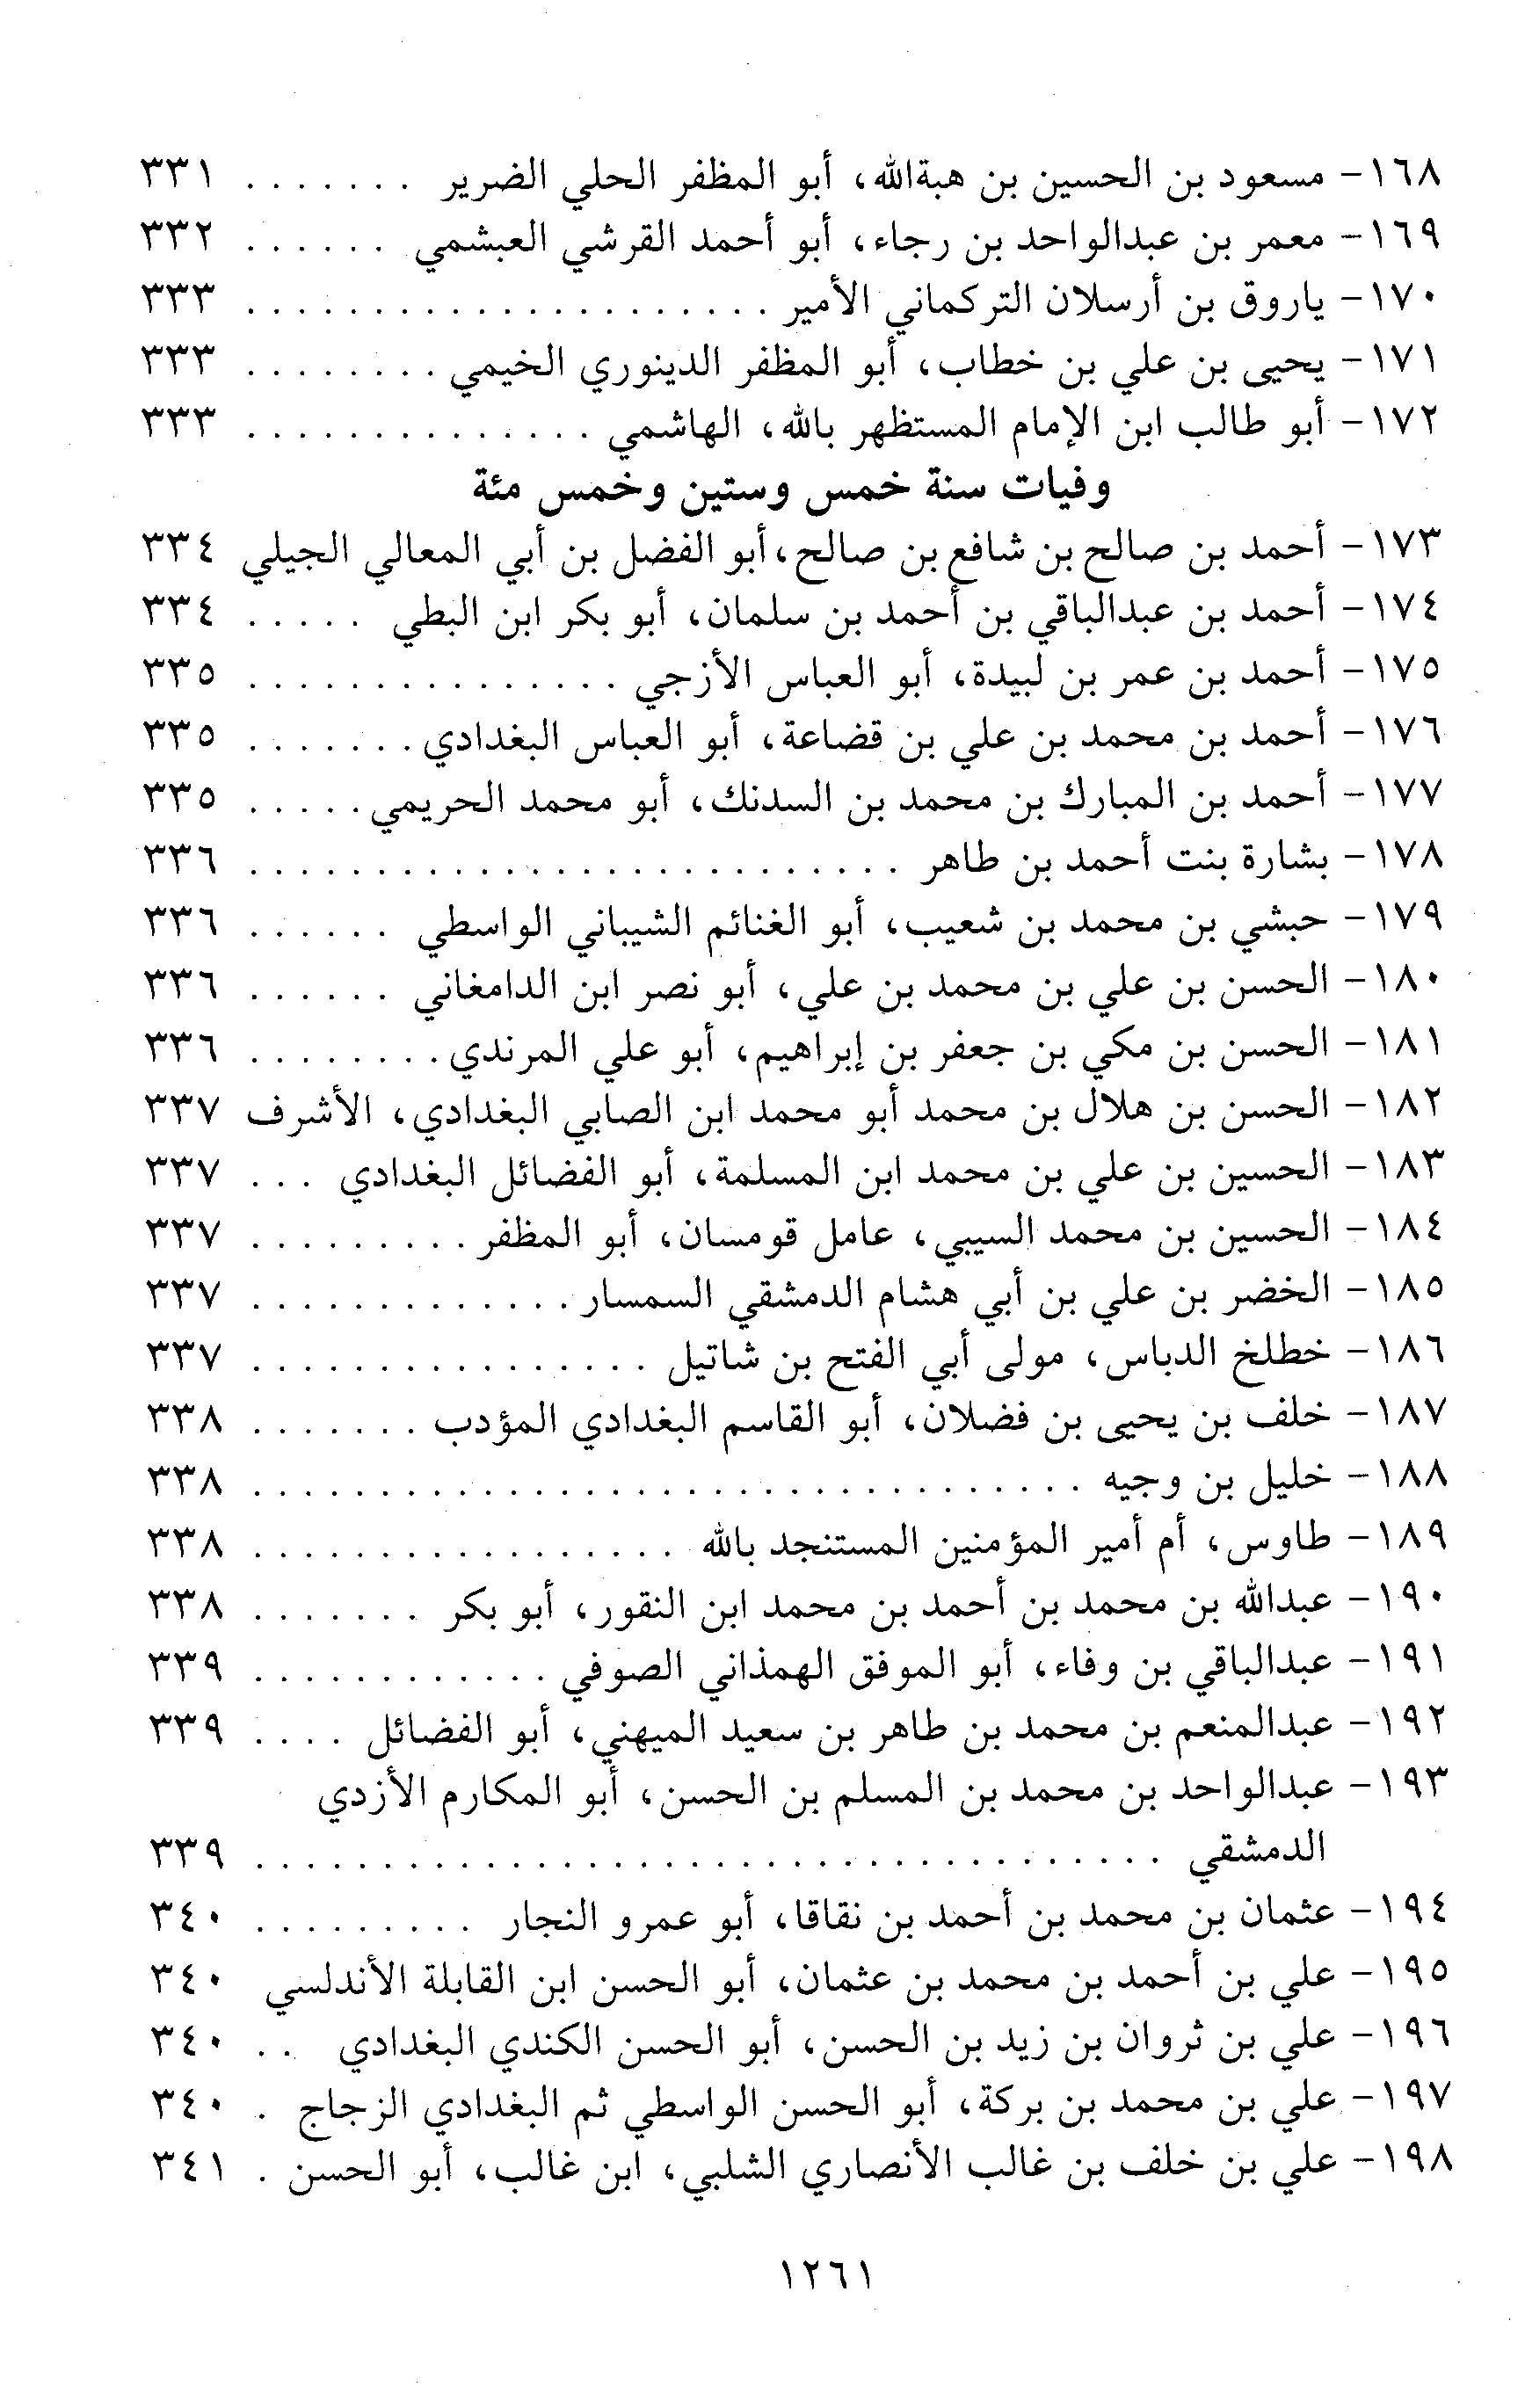 ١٦٨- مسعود بن الحسين بن هبةالله، أبو المظفر الحلي الضرير . . . . . . . ٣٣١
١٦٩- معمر بن عبدالواحد بن رجاء، أبو أحمد القرشي العبشمي . . . . . . ٣٣٢
١٧٠- ياروق بن أرسلان التركماني الأمير . . . . . . . . . . . . . . . . . . . . . ٣٣٣
١٧١- يحيى بن علي بن خطاب، أبو المظفر الدينوري الخيمي . . . . . . . . ٣٣٣
١٧٢- أبو طالب ابن الإمام المستظهر بالله، الهاشمي . . . . . . . . . . . . . . ٣٣٣
وفيات سنة خمس وستين وخمس مئة
١٧٣- أحمد بن صالح بن شافع بن صالح، أبو الفضل بن أبي المعالي الجيلي ٣٣٤
١٧٤- أحمد بن عبدالباقي بن أحمد بن سلمان، أبو بكر ابن البطي . . . . . ٣٣٤
١٧٥- أحمد بن عمر بن لبيدة، أبو العباس الأزجي . . . . . . . . . . . . . . . ٣٣٥
١٧٦- أحمد بن محمد بن علي بن قضاعة، أبو العباس البغدادي . . . . . . . ٣٣٥
١٧٧- أحمد بن المبارك بن محمد بن السدنك، أبو محمد الحريمي . . . . . ٣٣٥
١٧٨- بشارة بنت أحمد بن طاهر . . . . . . . . . . . . . . . . . . . . . . . . . . ٣٣٦
١٧٩- حبشي بن محمد بن شعيب، أبو الغنائم الشيباني الواسطي . . . . . . ٣٣٦
١٨٠- الحسن بن علي بن محمد بن علي، أبو نصر ابن الدامغاني . . . . . . ٣٣٦
١٨١- الحسن بن مكي بن جعفر بن إبراهيم، أبو علي المرندي . . . . . . . . ٣٣٦
١٨٢- الحسن بن هلال بن محمد أبو محمد ابن الصابي البغدادي، الأشرف ٣٣٧
١٨٣- الحسين بن علي بن محمد ابن المسلمة، أبو الفضائل البغدادي . . . ٣٣٧
١٨٤- الحسين بن محمد السيبي، عامل قومسان، أبو المظفر . . . . . . . . . ٣٣٧
١٨٥- الخضر بن علي بن أبي هشام الدمشقي السمسار . . . . . . . . . . . . . ٣٣٧
١٨٦- خطلخ الدباس، مولى أبي الفتح بن شاتيل . . . . . . . . . . . . . . . . ٣٣٧
١٨٧- خلف بن يحيى بن فضلان، أبو القاسم البغدادي المؤدب . . . . . . . ٣٣٨
١٨٨- خليل بن وجيه . . . . . . . . . . . . . . . . . . . . . . . . . . . . . . . . . ٣٣٨
١٨٩- طاوس، أم أمير المؤمنين المستنجد بالله . . . . . . . . . . . . . . . . . ٣٣٨
١٩٠- عبدالله بن محمد بن أحمد بن محمد ابن النقور، أبو بكر . . . . . . . ٣٣٨
١٩١- عبدالباقي بن وفاء، أبو الموفق الهمذاني الصوفي . . . . . . . . . . . . ٣٣٩
١٩٢- عبدالمنعم بن محمد بن طاهر بن سعيد الميهني، أبو الفضائل . . . . ٣٣٩
١٩٣- عبدالواحد بن محمد بن المسلم بن الحسن، أبو المكارم الأزدي
الدمشقي . . . . . . . . . . . . . . . . . . . . . . . . . . . . . . . . . . . . ٣٣٩
١٩٤- عثمان بن محمد بن أحمد بن نقاقا، أبو عمرو النجار . . . . . . . . . ٣٤٠
١٩٥- علي بن أحمد بن محمد بن عثمان، أبو الحسن ابن القابلة الأندلسي ٣٤٠
١٩٦- علي بن ثروان بن زيد بن الحسن، أبو الحسن الكندي البغدادي . . ٣٤٠
١٩٧- علي بن محمد بن بركة، أبو الحسن الواسطي ثم البغدادي الزجاج . ٣٤٠
١٩٨- علي بن خلف بن غالب الأنصاري الشلبي، ابن غالب، أبو الحسن . ٣٤١
١٢٦١